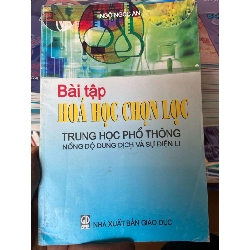 NGÔ NGỌC AN
Bài tập
HOÁ HỌC CHỌN LỌC
TRUNG HỌC PHỔ THÔNG
NỒNG ĐỘ DUNG DỊCH VÀ SỰ ĐIỆN LI
NHÀ XUẤT BẢN GIÁO DỤC